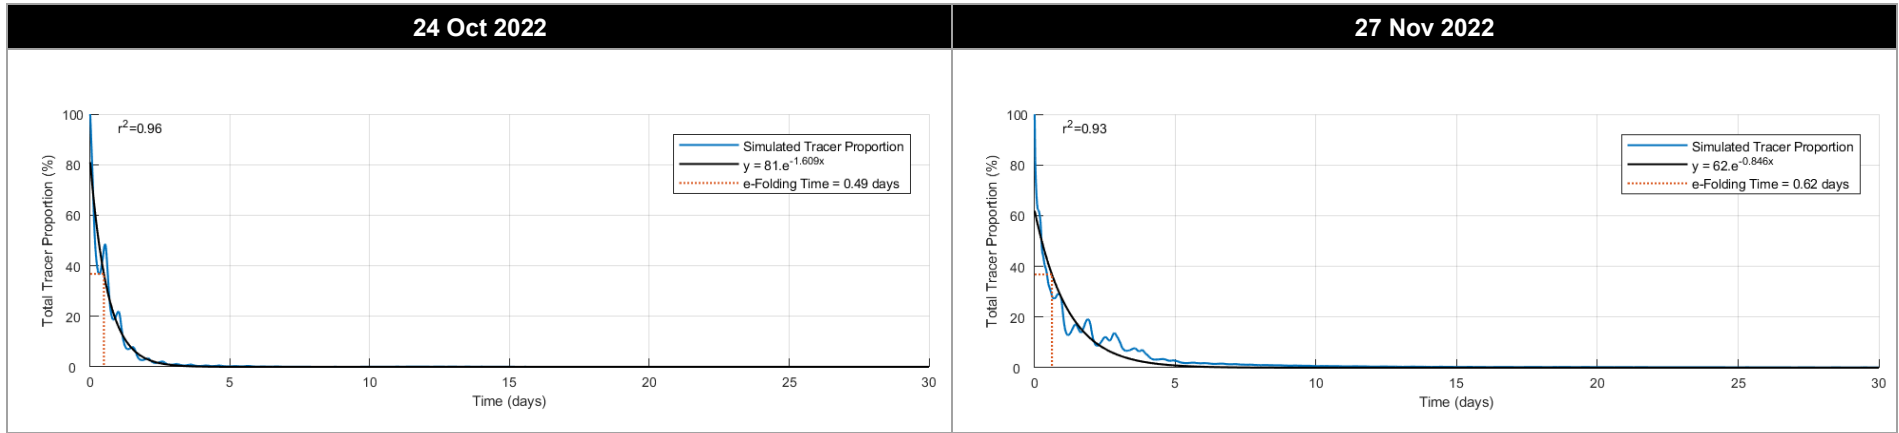 24 Oct 2022
27 Nov 2022
r2=0.96
Simulated Tracer Proportion
y = 81.e-1.609x
e-Folding Time = 0.49 days
Total Tracer Proportion (%)
100
80
60
40
20
0
0 5 10 15 20 25 30
Time (days)
r2=0.93
Simulated Tracer Proportion
y = 62.e-0.846x
e-Folding Time = 0.62 days
Total Tracer Proportion (%)
100
80
60
40
20
0
0 5 10 15 20 25 30
Time (days)